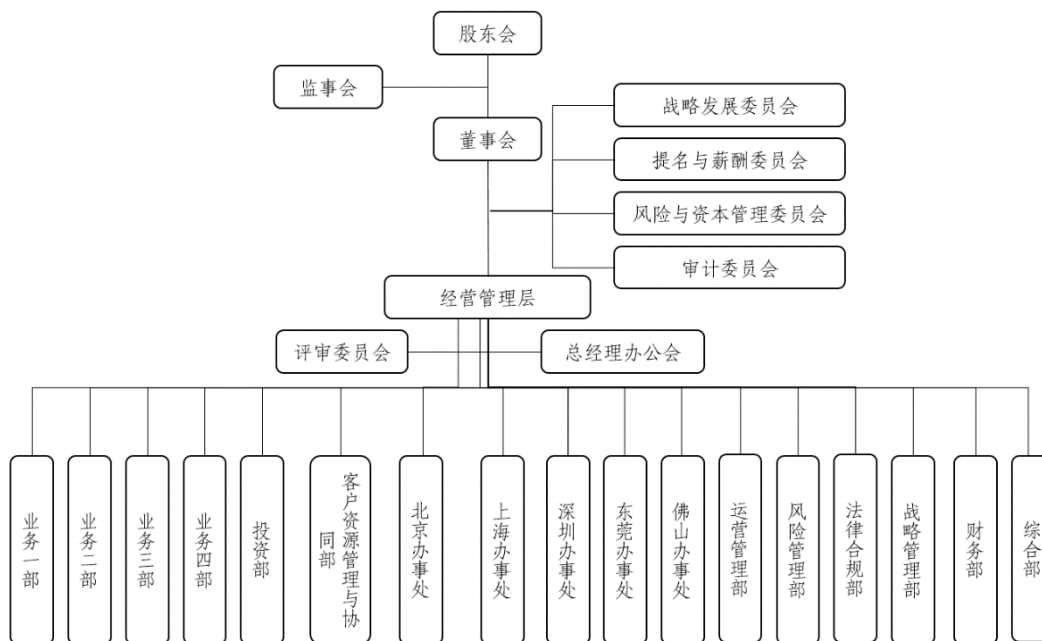 股东会
监事会
战略发展委员会
董事会
提名与薪酬委员会
风险与资本管理委员会
审计委员会
经营管理层
评审委员会
总经理办公会
业务一部
业务二部
业务三部
业务四部
投资部
客户资源管理与协
同部
北京办事处
上海办事处
深圳办事处
东莞办事处
佛山办事处
运营管理部
风险管理部
法律合规部
战略管理部
财务部
综合部